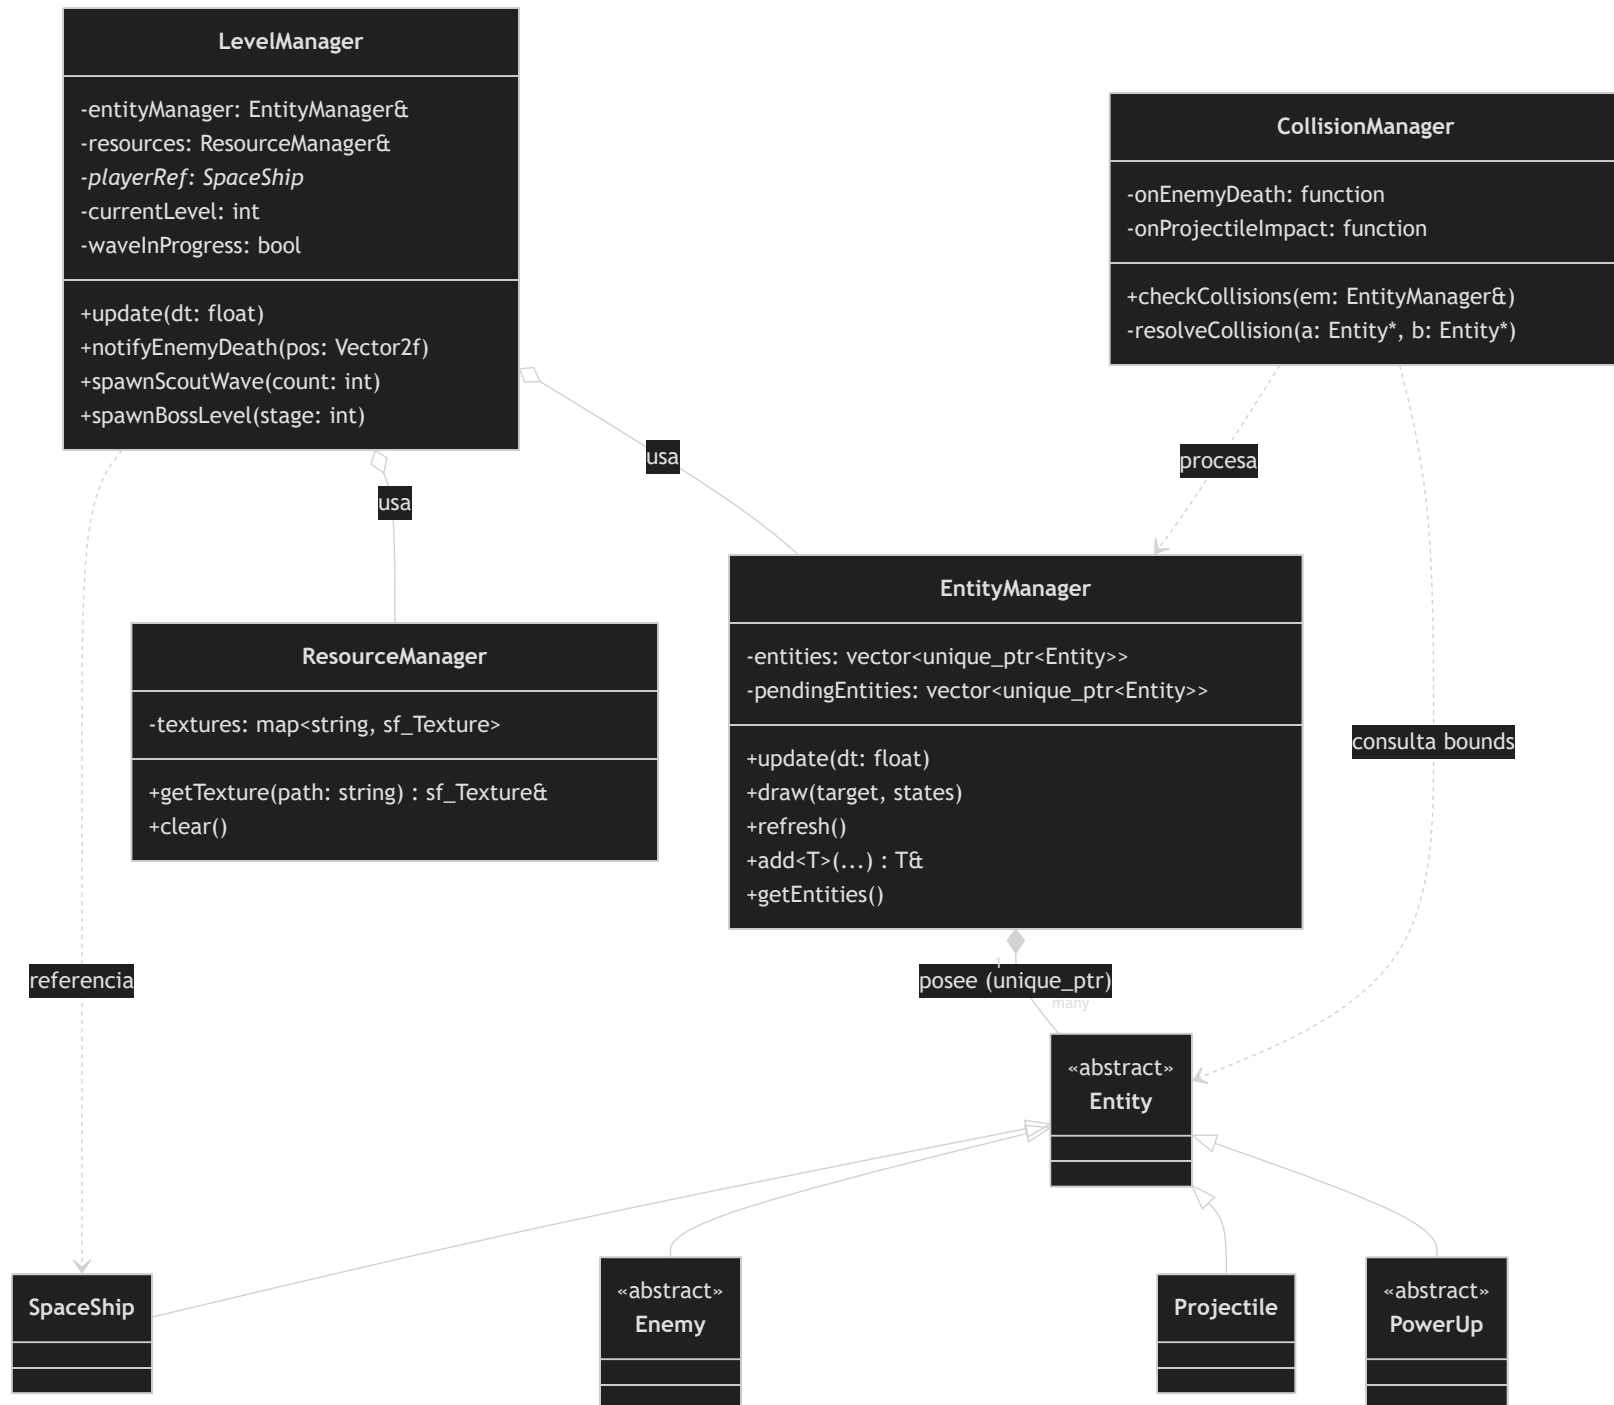 LevelManager
-entityManager: EntityManager&
-resources: ResourceManager&
-playerRef: SpaceShip
-currentLevel: int
-waveInProgress: bool
+update(dt: float)
+notifyEnemyDeath(pos: Vector2f)
+spawnScoutWave(count: int)
+spawnBossLevel(stage: int)
CollisionManager
-onEnemyDeath: function
-onProjectileImpact: function
+checkCollisions(em: EntityManager&)
-resolveCollision(a: Entity*, b: Entity*)
usa
procesa
usa
EntityManager
-entities: vector<unique_ptr<Entity>>
-pendingEntities: vector<unique_ptr<Entity>>
+update(dt: float)
+draw(target, states)
+refresh()
+add<T>(...) : T&
+getEntities()
ResourceManager
-textures: map<string, sf_Texture>
+getTexture(path: string) : sf_Texture&
+clear()
consulta bounds
referencia
1
posee (unique_ptr)
many
«abstract»
Entity
SpaceShip
«abstract»
Enemy
Projectile
«abstract»
PowerUp